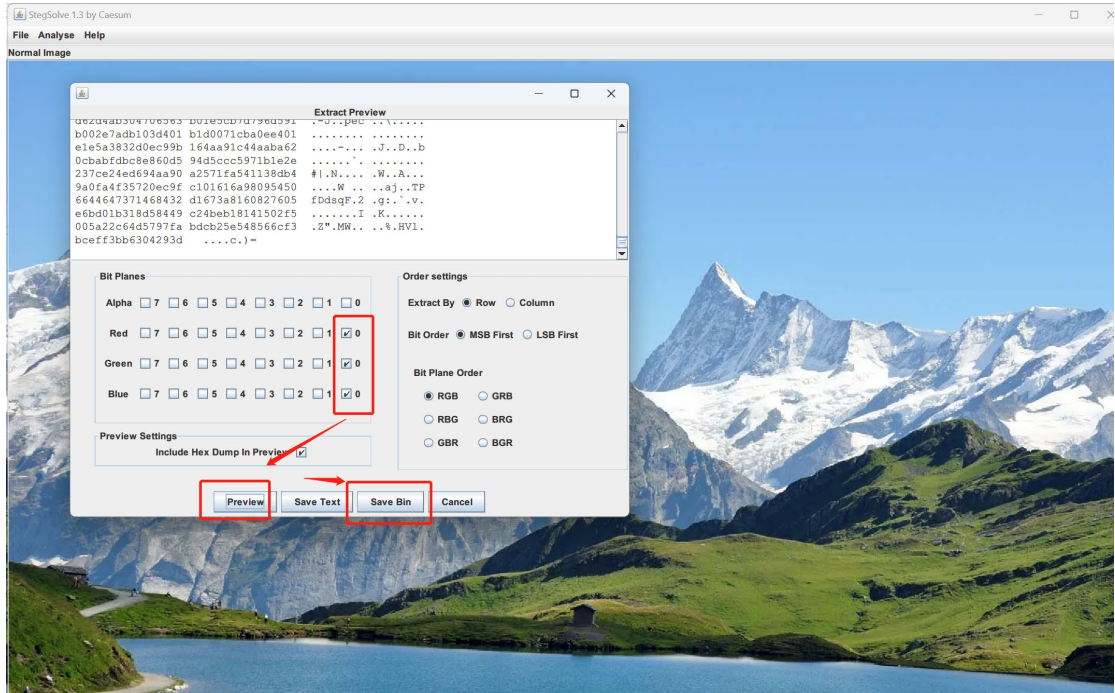 StegSolve 1.3 by Caesum
File Analyse Help
Normal Image
Extract Preview
b002e7adb103d401 b1d0071cba0ee401 ........ ........
e1e5a3832d0ec99b 164aa91c44aaba62 ....-... .J..D..b
0cbabfdbc8e860d5 94d5ccc5971b1e2e ......`. ........
237ce24ed694aa90 a2571fa541138db4 #|.N.... .W..A...
9a0fa4f35720ec9f c101616a98095450 ....W .. ..aj..TP
6644647371468432 d1673a8160827605 fDdsqF.2 .g:.`.v.
e6bd01b318d58449 c24beb18141502f5 .......I .K......
005a22c64d5797fa bdcb25e548566cf3 .Z".MW.. ..%.HVl.
bceff3bb6304293d ....c.)=
Bit Planes
Alpha 7 6 5 4 3 2 1 0
Red 7 6 5 4 3 2 1 0
Green 7 6 5 4 3 2 1 0
Blue 7 6 5 4 3 2 1 0
Preview Settings
Include Hex Dump In Preview
Order settings
Extract By Row Column
Bit Order MSB First LSB First
Bit Plane Order
RGB GRB
RBG BRG
GBR BGR
Preview Save Text Save Bin Cancel